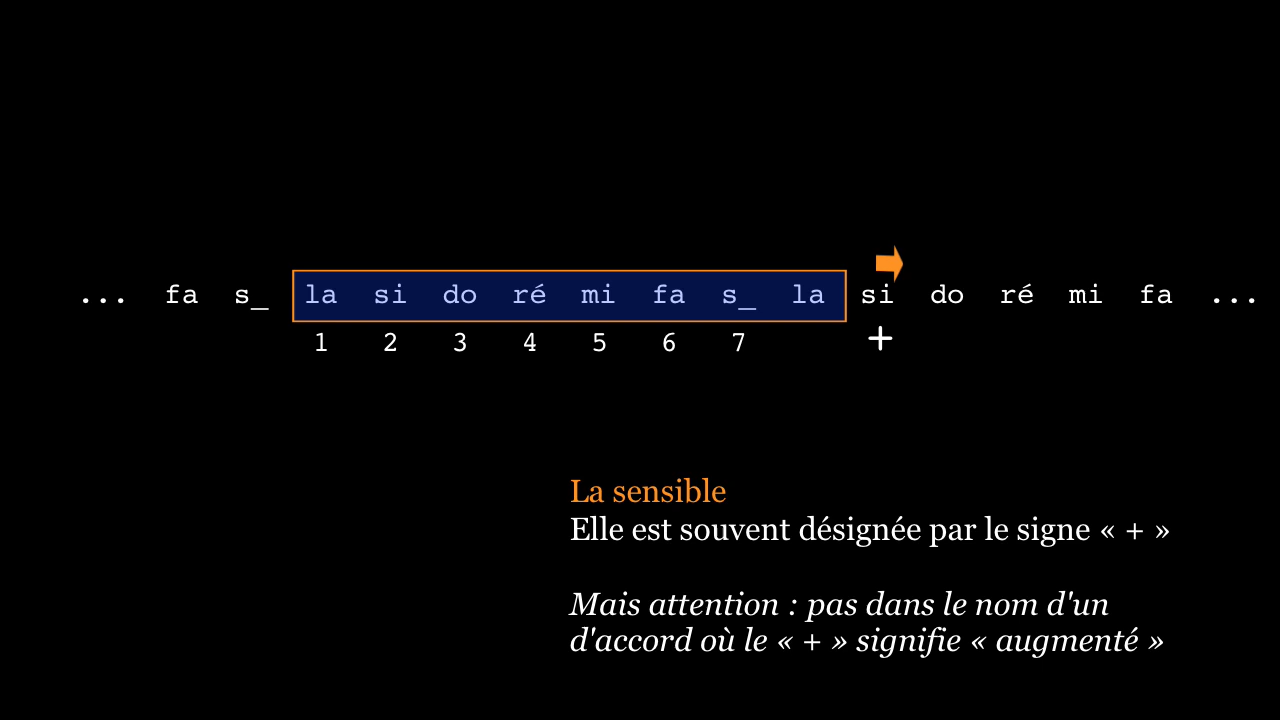 ... fa s_ la si do ré mi fa s_ la si do ré mi fa ...
1 2 3 4 5 6 7 +
La sensible
Elle est souvent désignée par le signe « + »
Mais attention : pas dans le nom d'un
d'accord où le « + » signifie « augmenté »